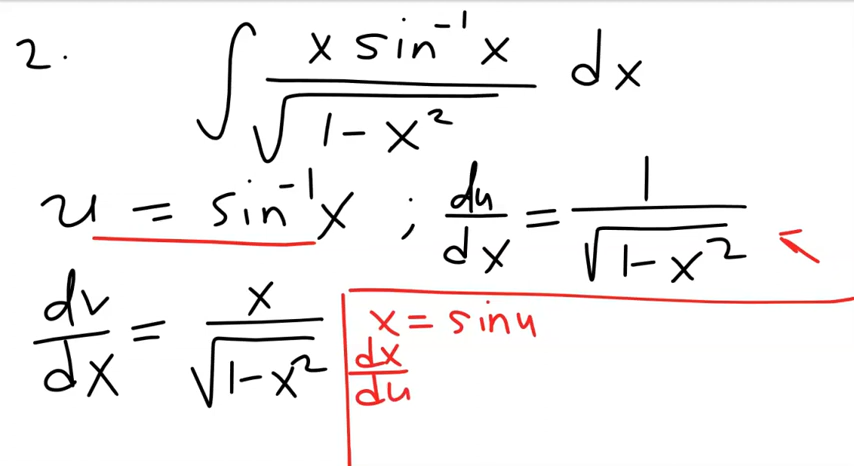 2. ∫ x sin⁻¹x / √(1-x²) dx
u = sin⁻¹x ; du/dx = 1/√(1-x²)
dv/dx = x/√(1-x²)
x = sin u
dx/du